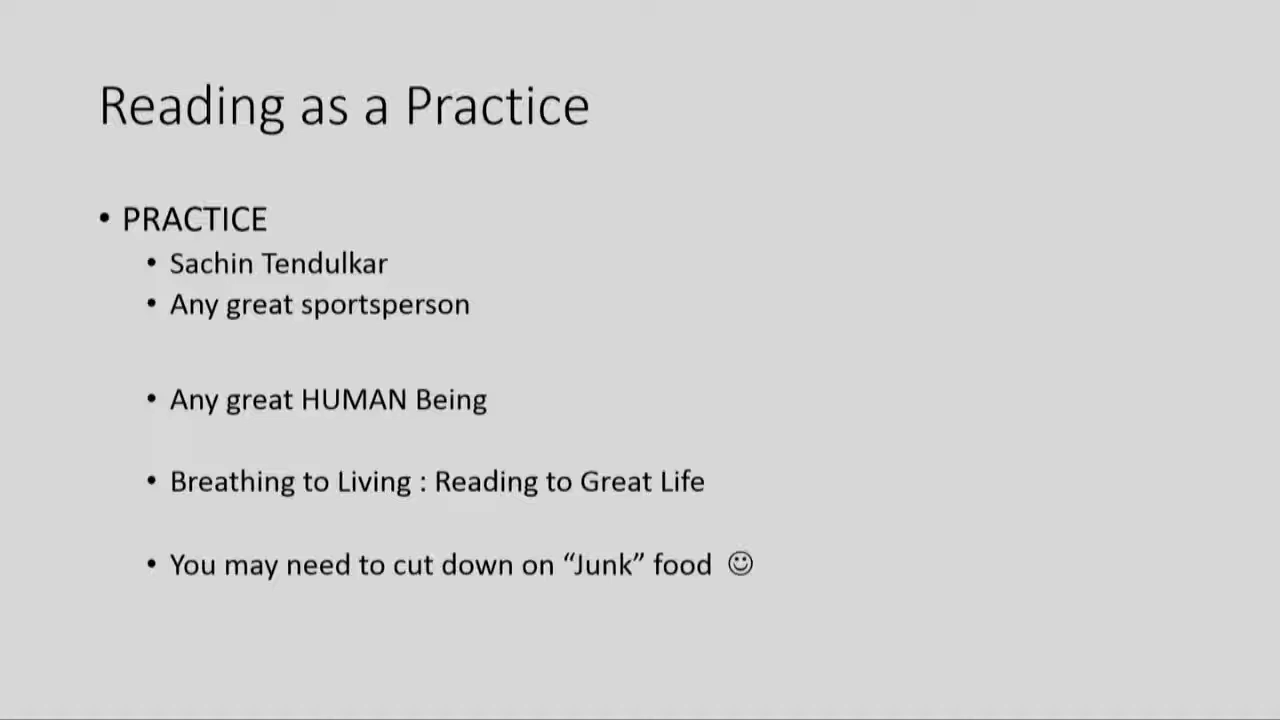 Reading as a Practice
• PRACTICE
• Sachin Tendulkar
• Any great sportsperson
• Any great HUMAN Being
• Breathing to Living : Reading to Great Life
• You may need to cut down on “Junk” food ☺